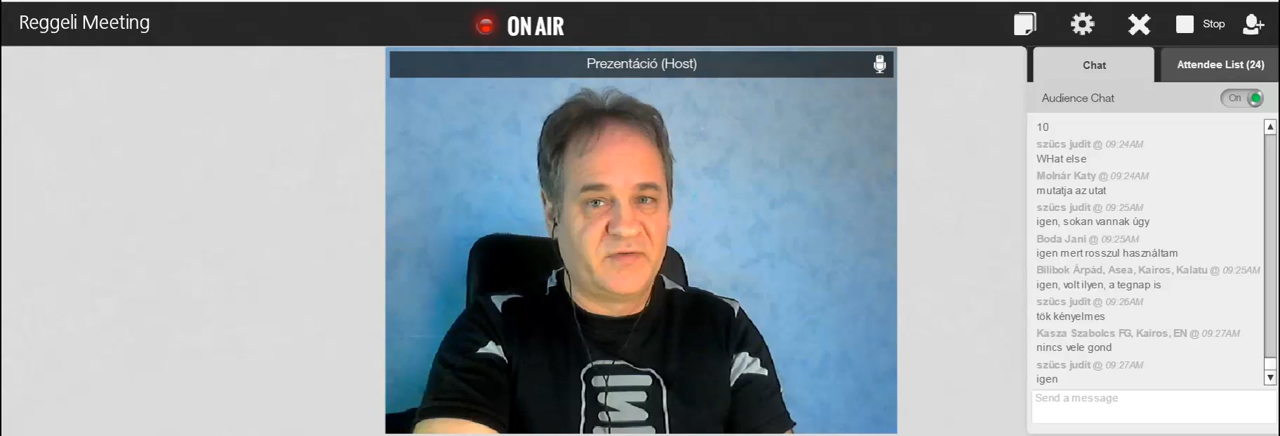 Reggeli Meeting
ON AIR
Stop
Prezentáció (Host)
Chat
Attendee List (24)
Audience Chat
On
10
szücs judit @ 09:24AM
WHat else
Molnár Katy @ 09:24AM
mutatja az utat
szücs judit @ 09:25AM
igen, sokan vannak úgy
Boda Jani @ 09:25AM
igen mert rosszul használtam
Bilibok Árpád, Asea, Kairos, Kalatu @ 09:25AM
igen, volt ilyen, a tegnap is
szücs judit @ 09:26AM
tök kényelmes
Kasza Szabolcs FG, Kairos, EN @ 09:27AM
nincs vele gond
szücs judit @ 09:27AM
igen
Send a message